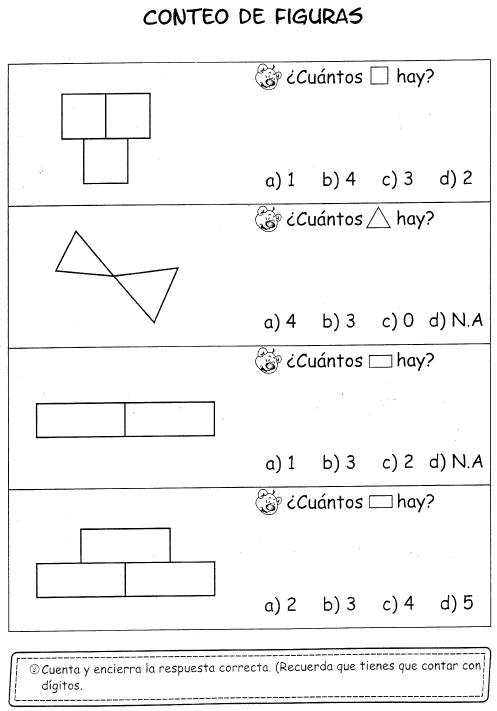 CONTEO DE FIGURAS
¿Cuántos hay?
a) 1 b) 4 c) 3 d) 2
¿Cuántos hay?
a) 4 b) 3 c) 0 d) N.A
¿Cuántos hay?
a) 1 b) 3 c) 2 d) N.A
¿Cuántos hay?
a) 2 b) 3 c) 4 d) 5
Cuenta y encierra la respuesta correcta. (Recuerda que tienes que contar con
dígitos.